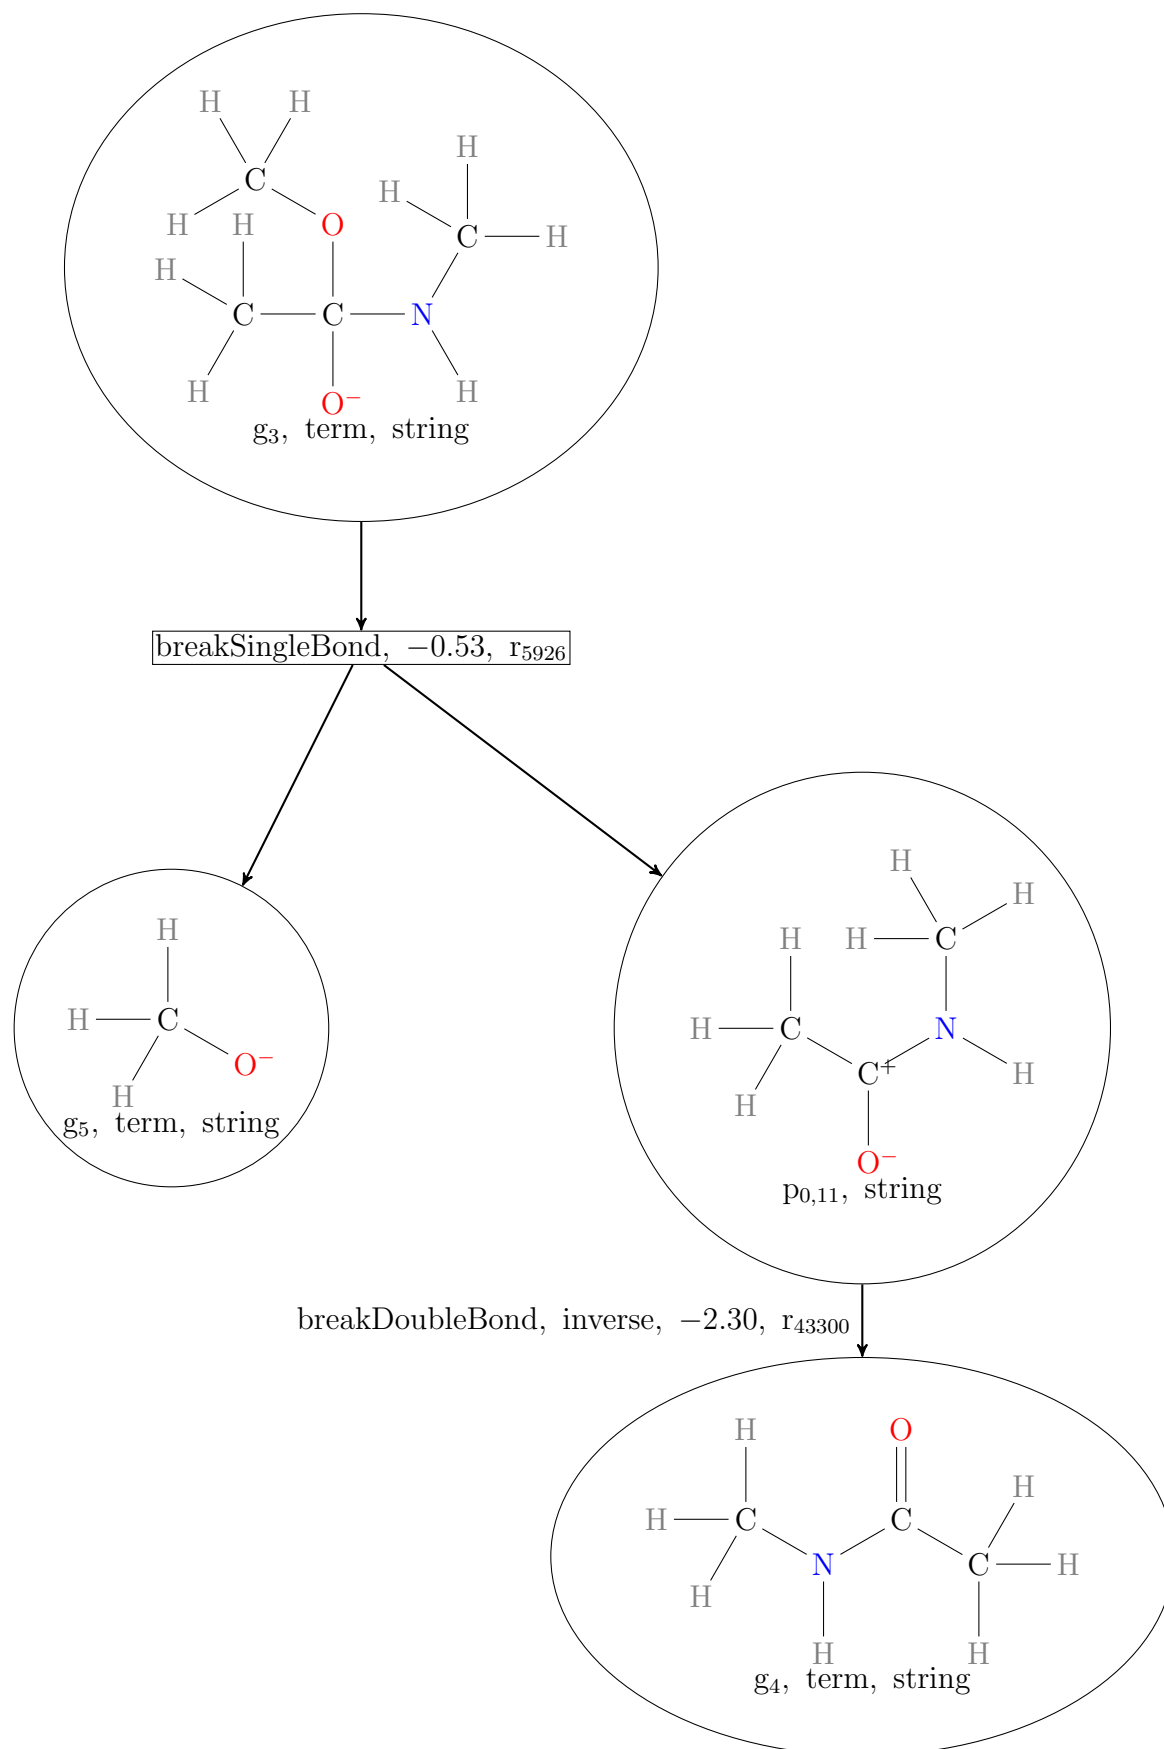 H H
H
C
H
H H O
C H
H
C C N
H H
O⁻
g₃, term, string
breakSingleBond, −0.53, r₅₉₂₆
H
H
H H H C
H C
H C H C N
C⁺ H
O⁻ H
H
g₅, term, string
O⁻
p₀,₁₁, string
breakDoubleBond, inverse, −2.30, r₄₃₃₀₀
H O
H
H C C
N C H
H
H H
g₄, term, string